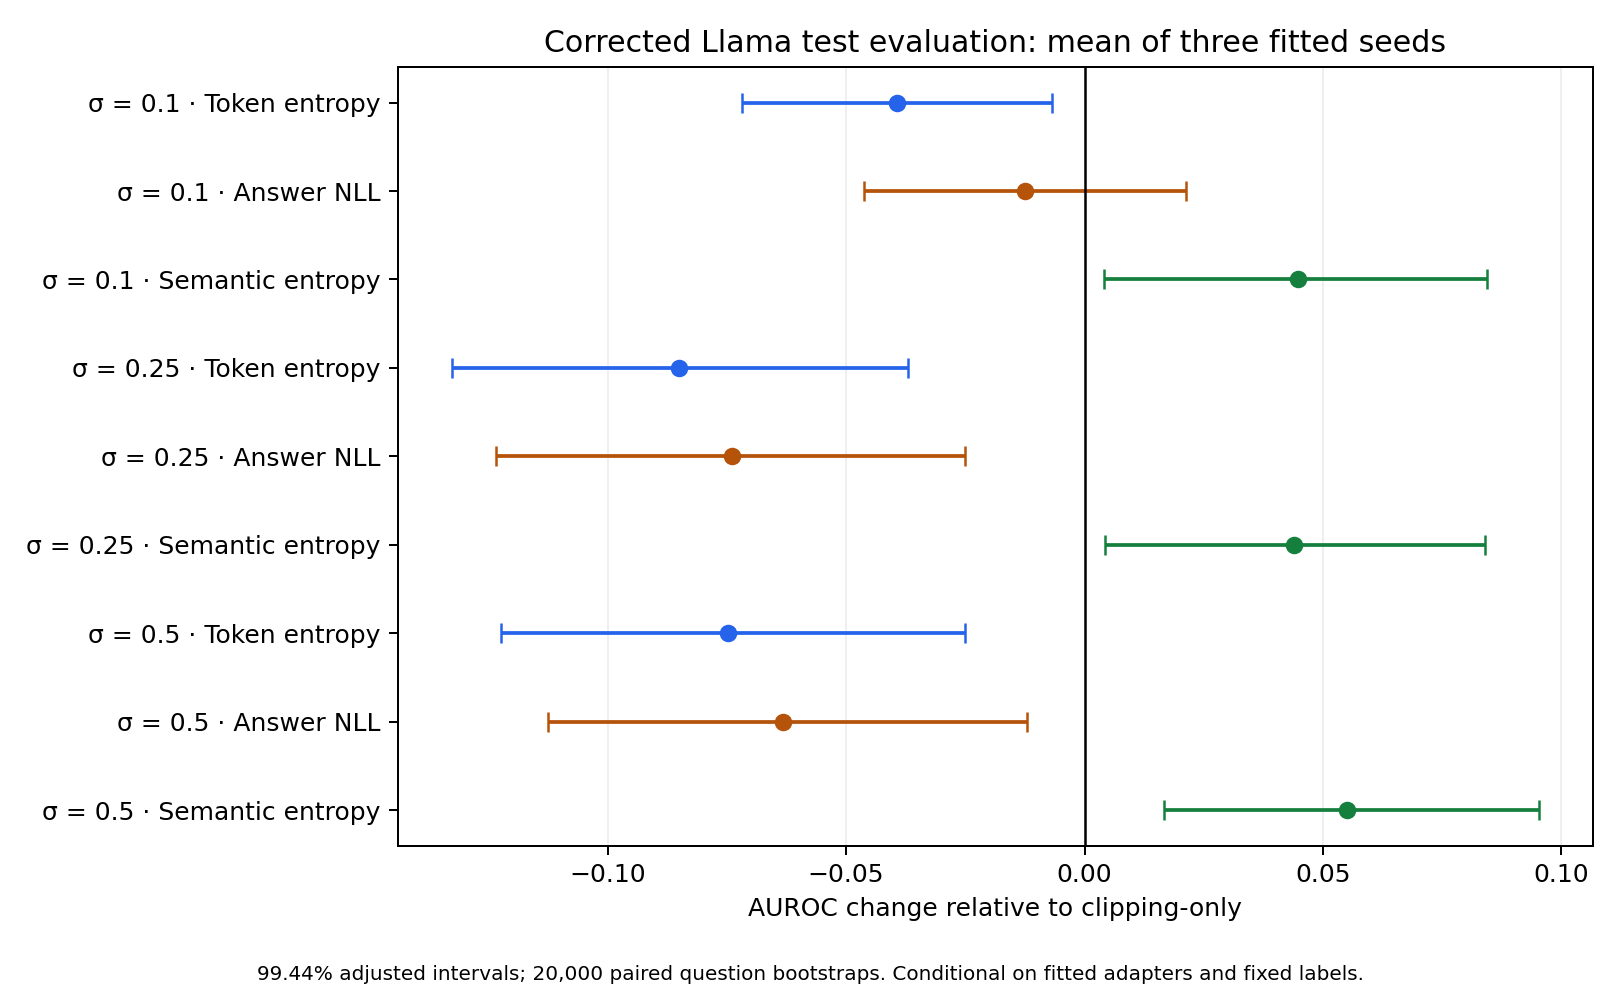 Corrected Llama test evaluation: mean of three fitted seeds
σ = 0.1 · Token entropy
σ = 0.1 · Answer NLL
σ = 0.1 · Semantic entropy
σ = 0.25 · Token entropy
σ = 0.25 · Answer NLL
σ = 0.25 · Semantic entropy
σ = 0.5 · Token entropy
σ = 0.5 · Answer NLL
σ = 0.5 · Semantic entropy
−0.10 −0.05 0.00 0.05 0.10
AUROC change relative to clipping-only
99.44% adjusted intervals; 20,000 paired question bootstraps. Conditional on fitted adapters and fixed labels.